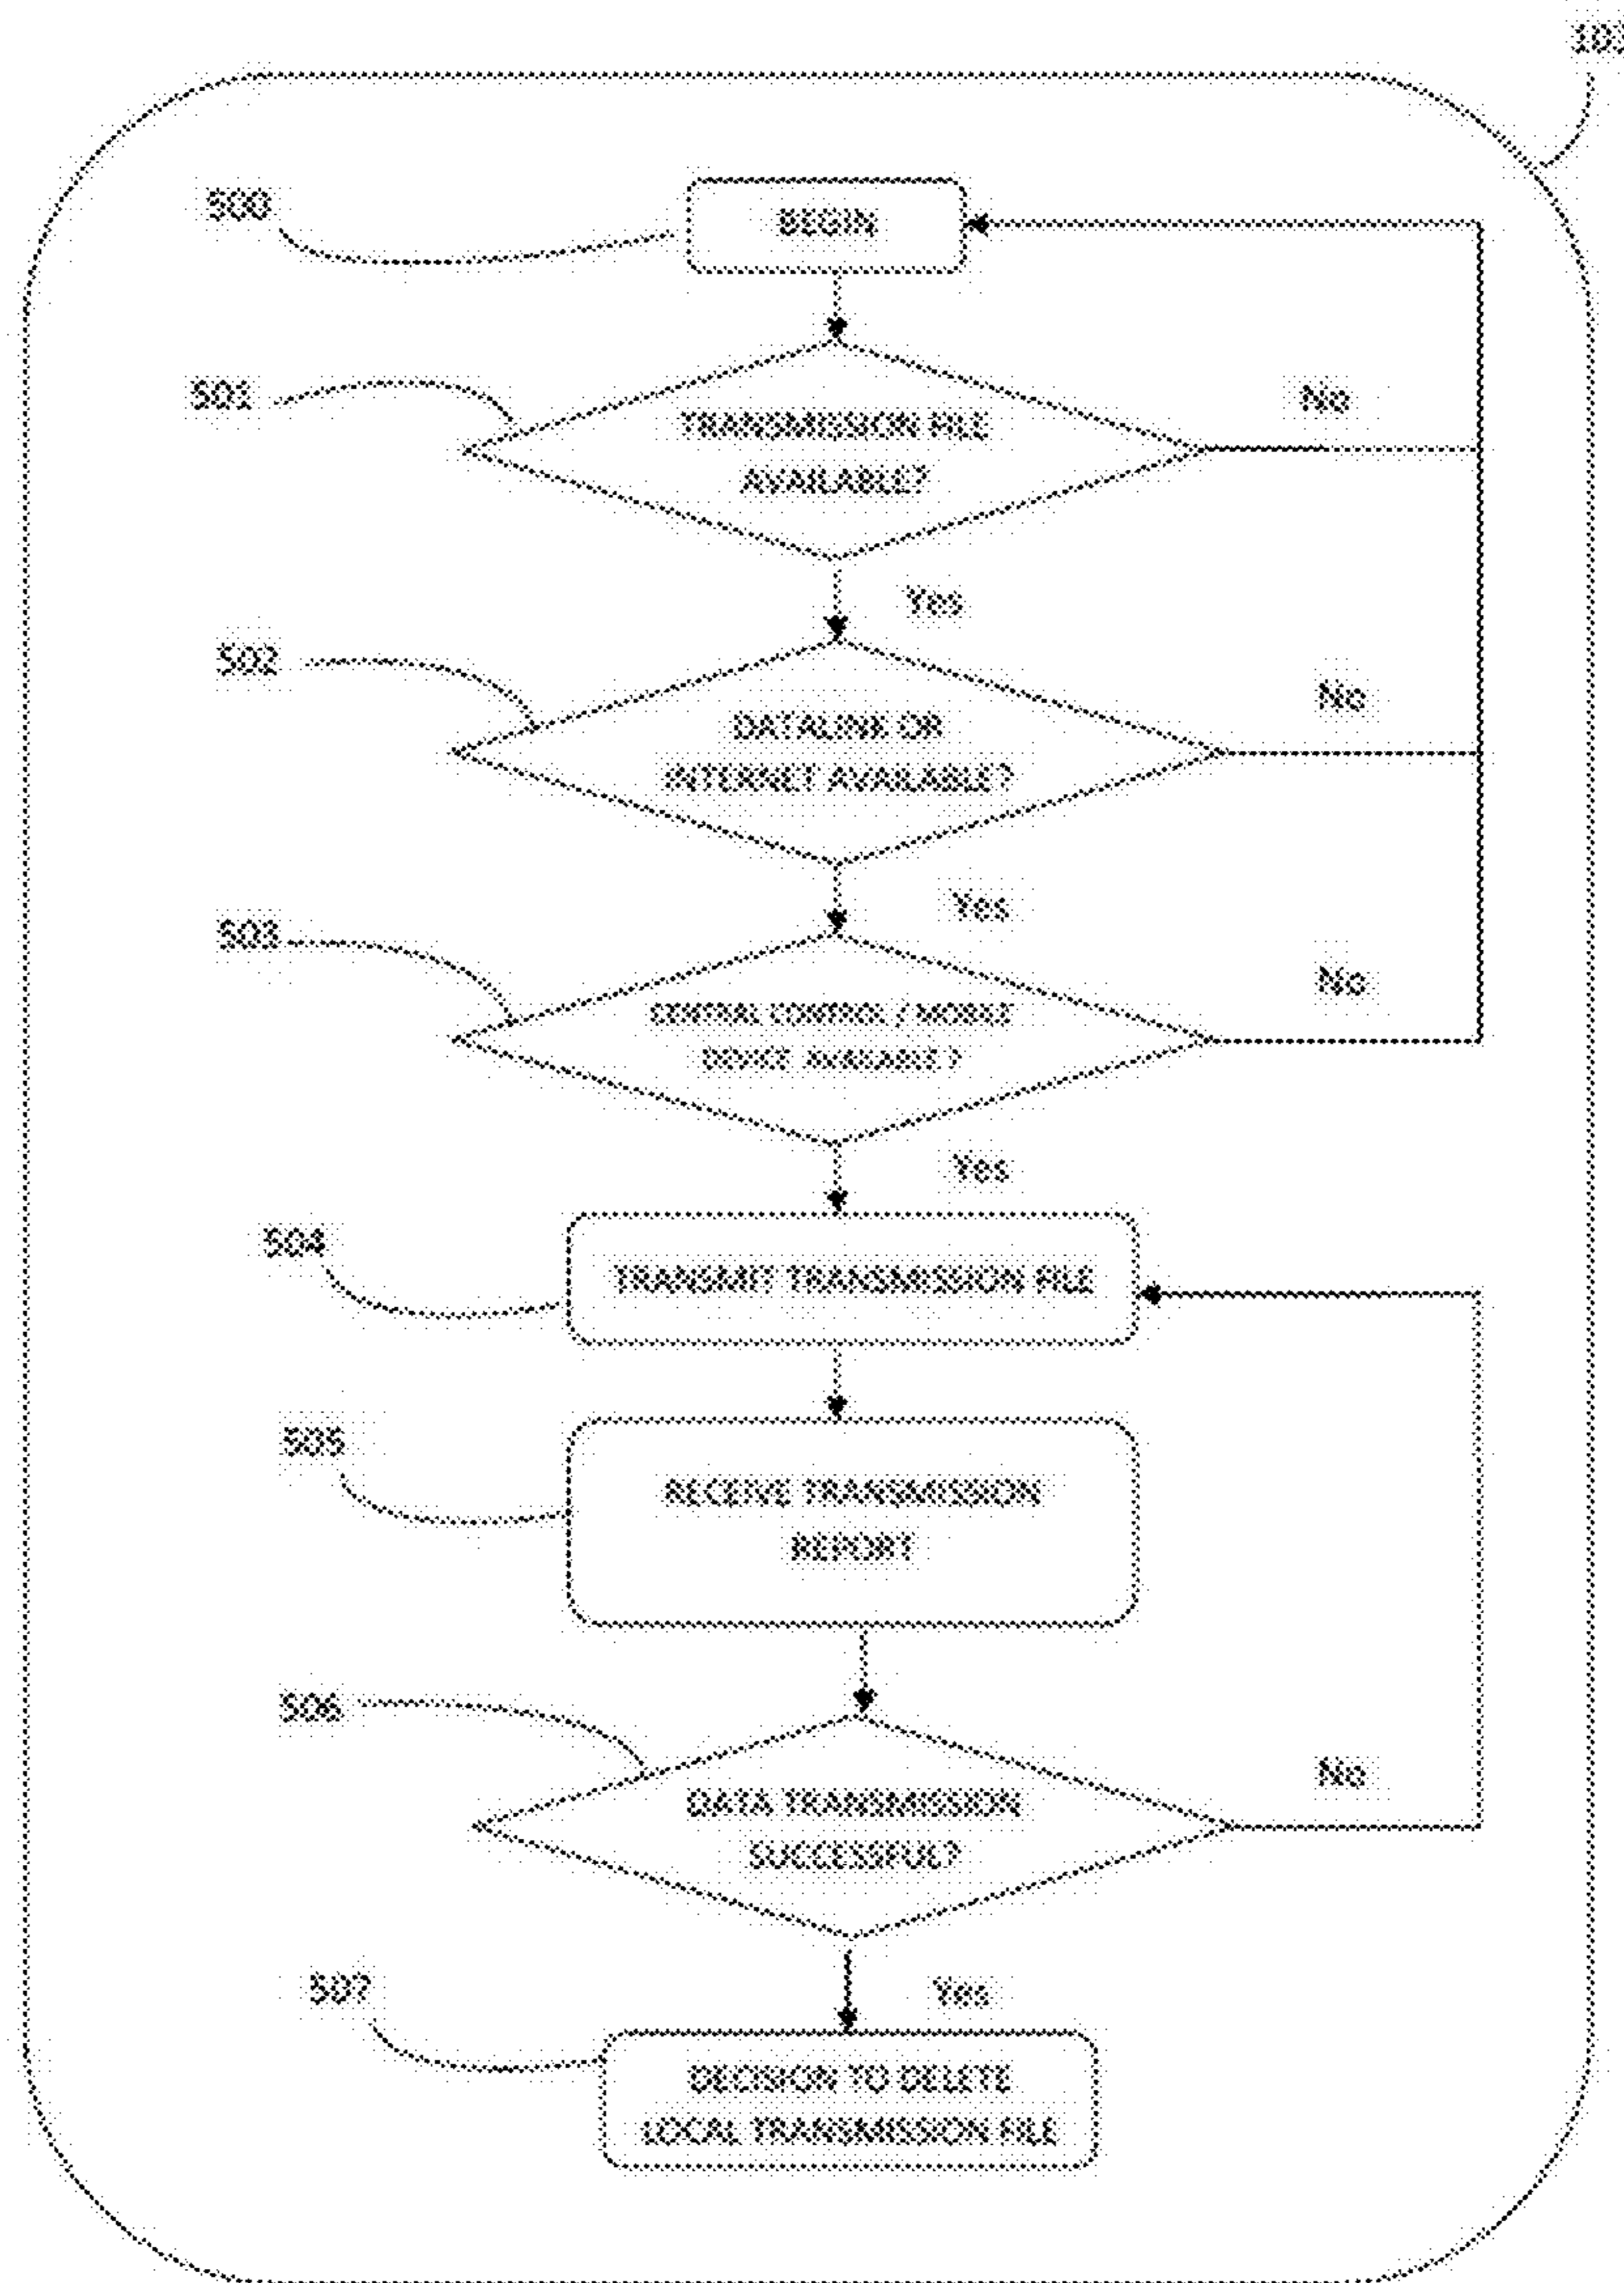 500
BEGIN
501
No
TRANSMISSION FILE
AVAILABLE?
Yes
502
No
DATALINK OR
INTERNET AVAILABLE?
Yes
503
No
CENTRAL CONTROL / MOBILE
DEVICE AVAILABLE?
Yes
504
TRANSMIT TRANSMISSION FILE
505
RECEIVE TRANSMISSION
REPORT
506
No
DATA TRANSMISSION
SUCCESSFUL?
507
Yes
DECISION TO DELETE
LOCAL TRANSMISSION FILE